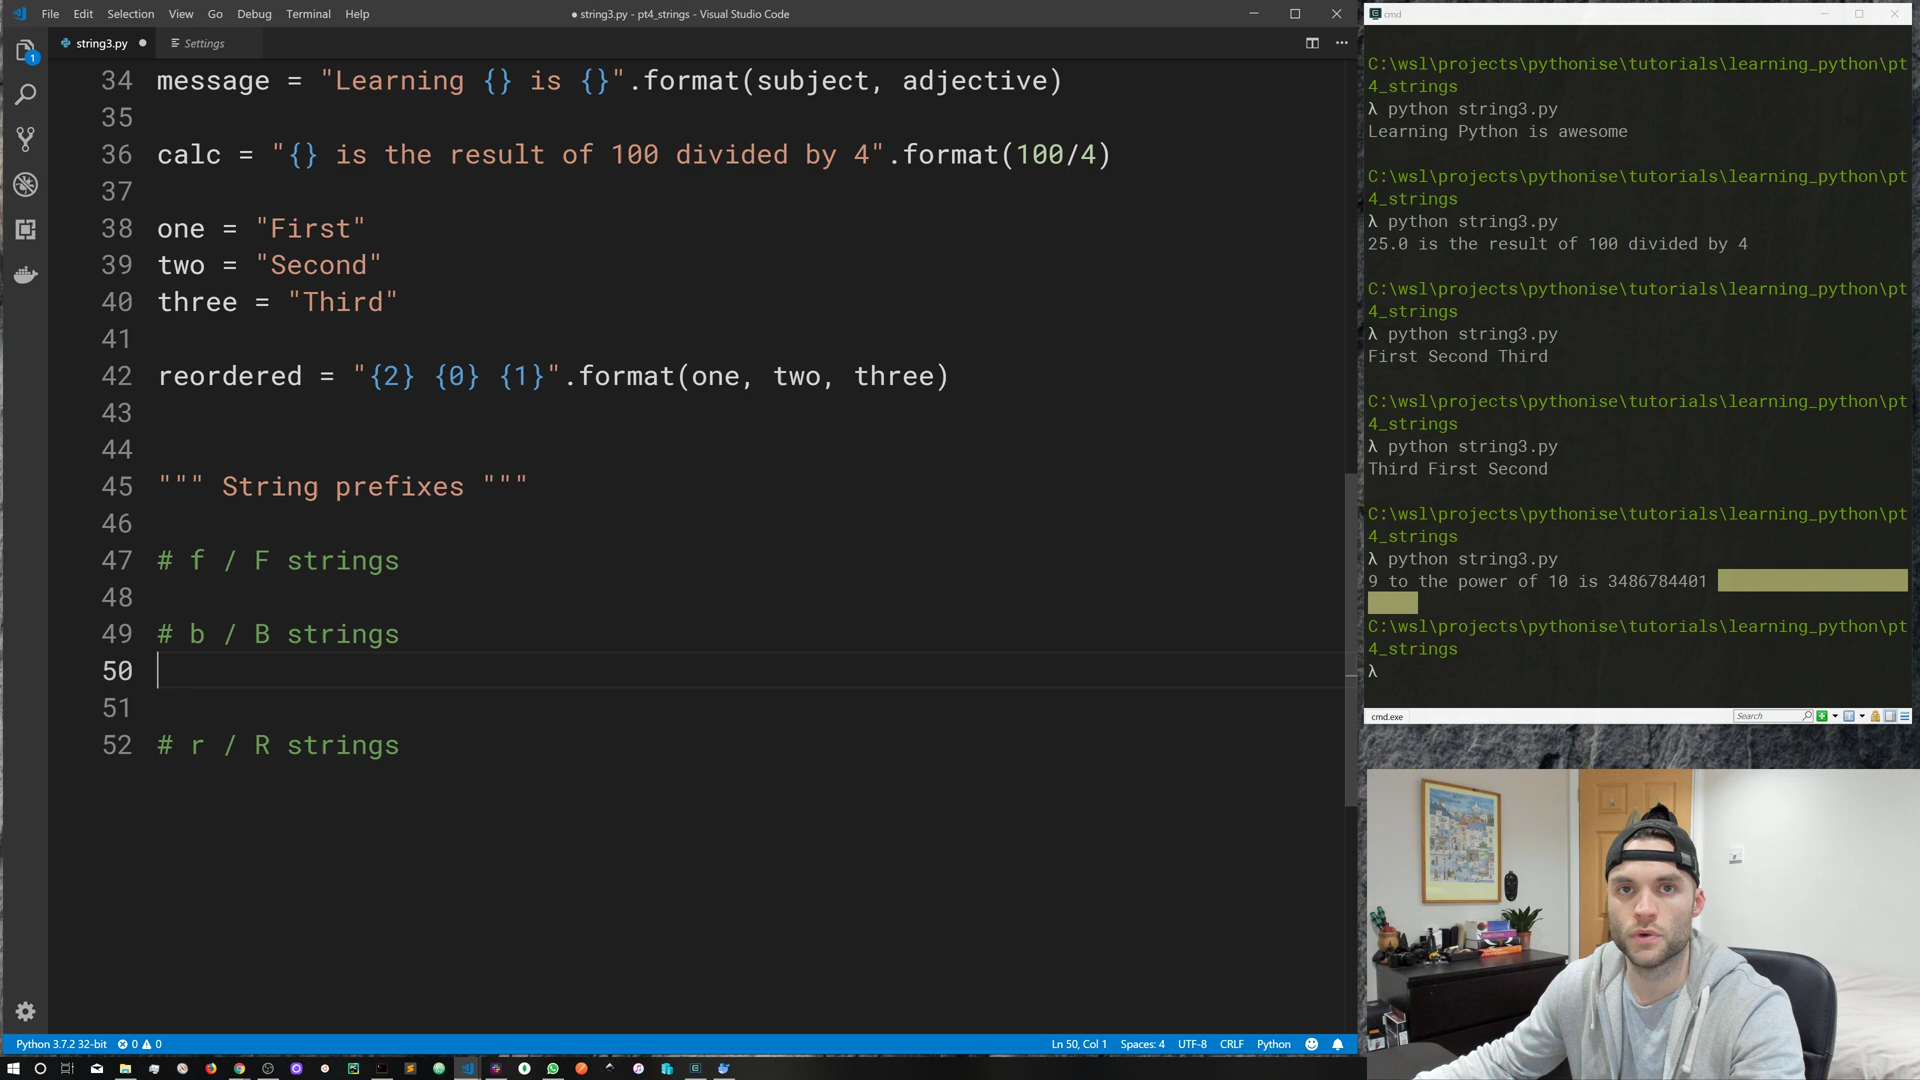 File Edit Selection View Go Debug Terminal Help
● string3.py - pt4_strings - Visual Studio Code
string3.py
Settings
34 message = "Learning {} is {}".format(subject, adjective)
35
36 calc = "{} is the result of 100 divided by 4".format(100/4)
37
38 one = "First"
39 two = "Second"
40 three = "Third"
41
42 reordered = "{2} {0} {1}".format(one, two, three)
43
44
45 """ String prefixes """
46
47 # f / F strings
48
49 # b / B strings
50
51
52 # r / R strings
1
Python 3.7.2 32-bit 0 0
Ln 50, Col 1 Spaces: 4 UTF-8 CRLF Python
cmd
C:\wsl\projects\pythonise\tutorials\learning_python\pt
4_strings
λ python string3.py
Learning Python is awesome
C:\wsl\projects\pythonise\tutorials\learning_python\pt
4_strings
λ python string3.py
25.0 is the result of 100 divided by 4
C:\wsl\projects\pythonise\tutorials\learning_python\pt
4_strings
λ python string3.py
First Second Third
C:\wsl\projects\pythonise\tutorials\learning_python\pt
4_strings
λ python string3.py
Third First Second
C:\wsl\projects\pythonise\tutorials\learning_python\pt
4_strings
λ python string3.py
9 to the power of 10 is 3486784401
C:\wsl\projects\pythonise\tutorials\learning_python\pt
4_strings
λ
cmd.exe
Search